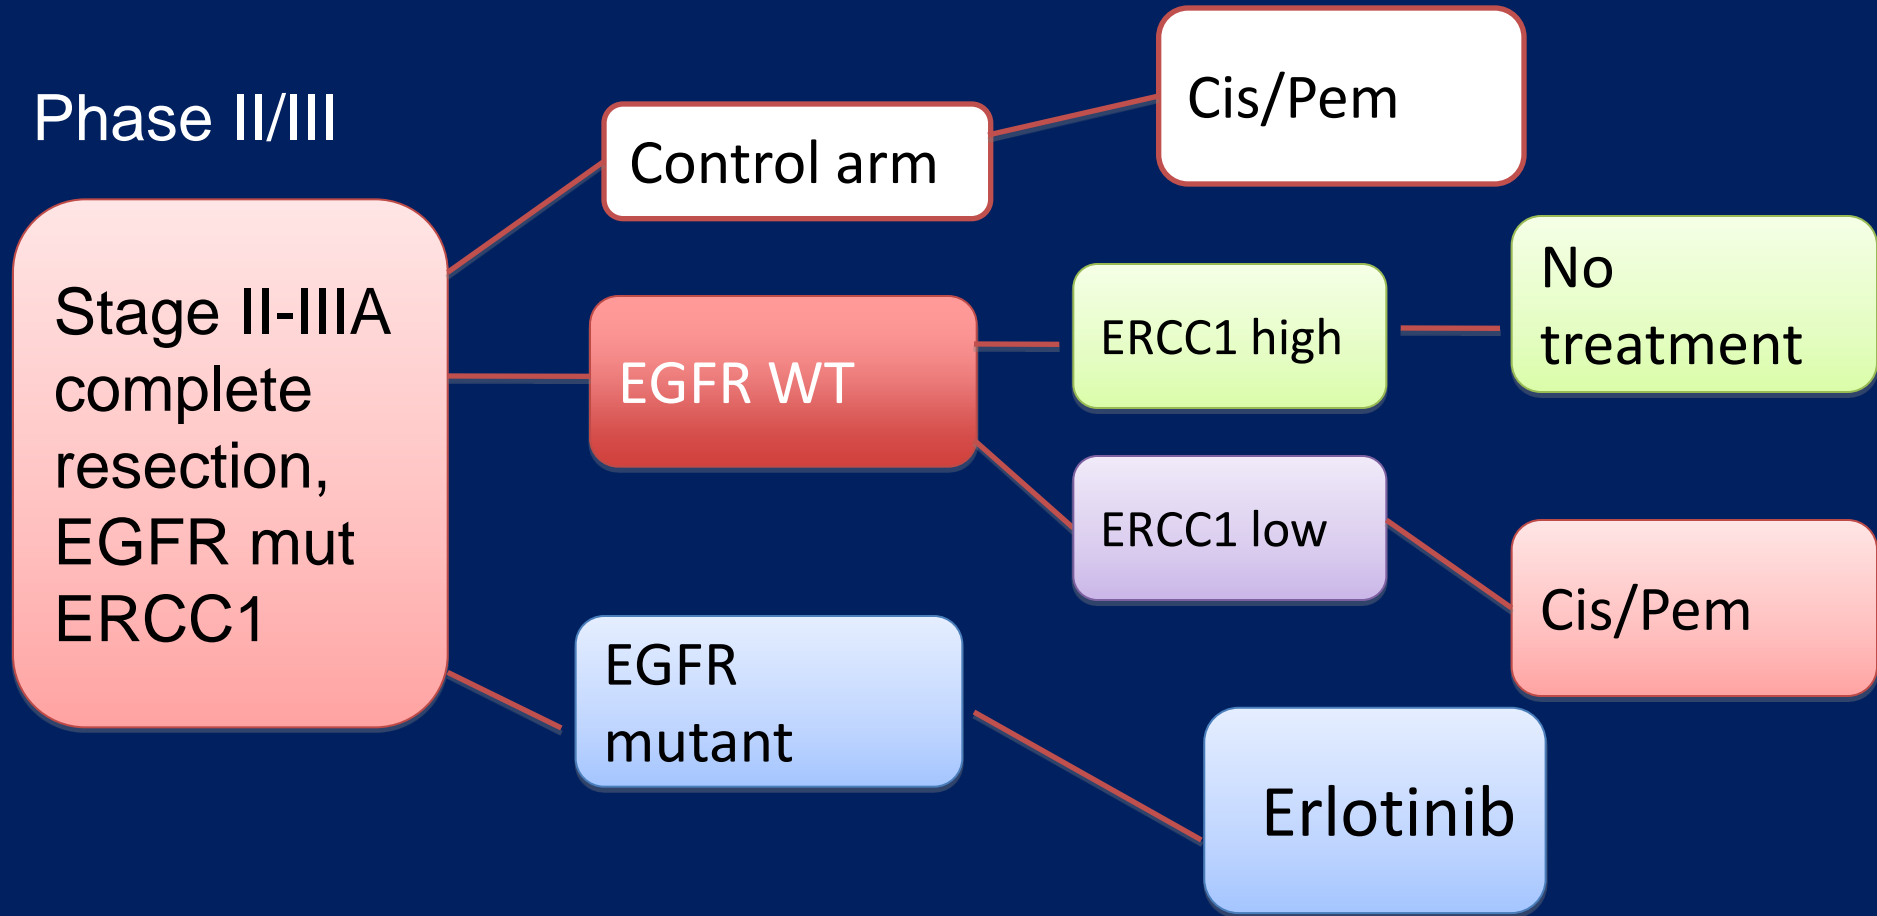 Phase II/III
Stage II-IIIA
complete
resection,
EGFR mut
ERCC1
Control arm
Cis/Pem
EGFR WT
ERCC1 high
No
treatment
ERCC1 low
Cis/Pem
EGFR
mutant
Erlotinib